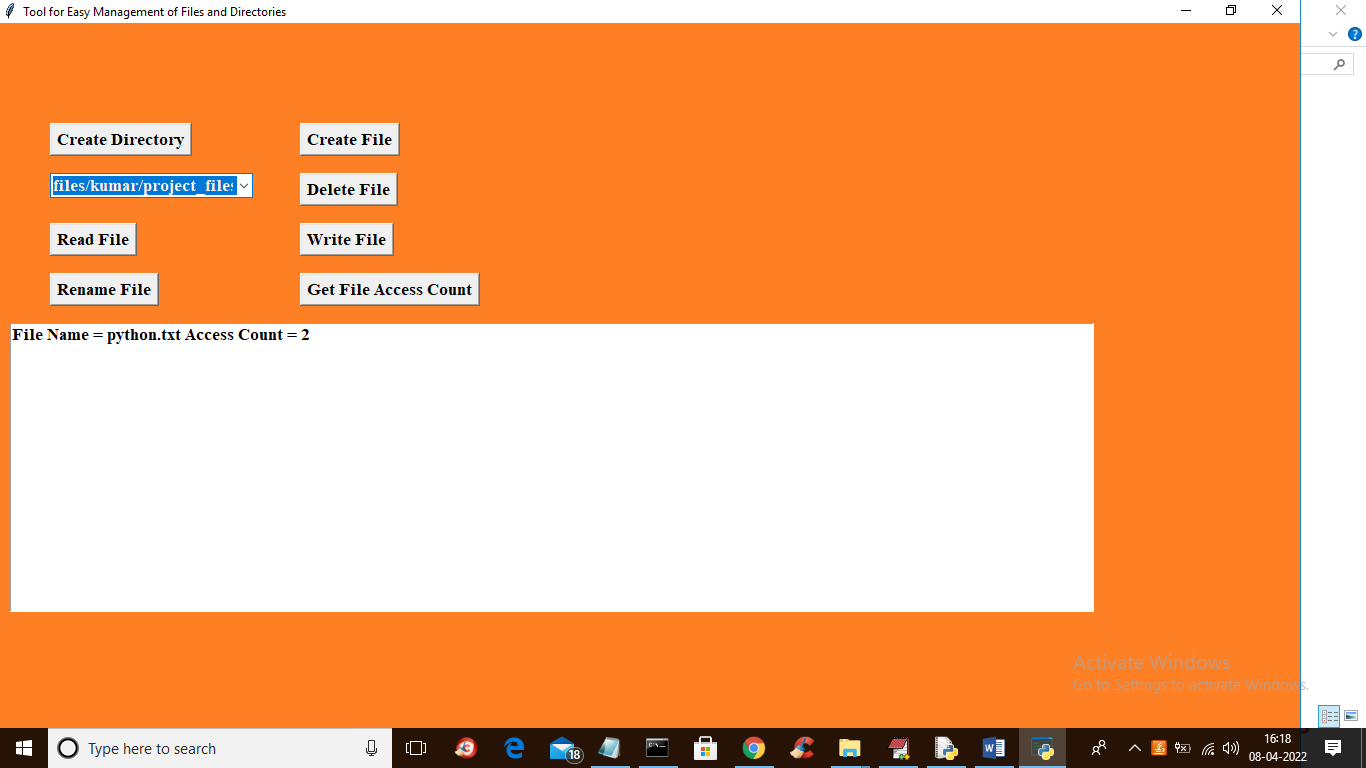 Tool for Easy Management of Files and Directories
Create Directory
Create File
files/kumar/project_files
Delete File
Read File
Write File
Rename File
Get File Access Count
File Name = python.txt Access Count = 2
Activate Windows
Go to Settings to activate Windows.
Type here to search
18
16:18
08-04-2022